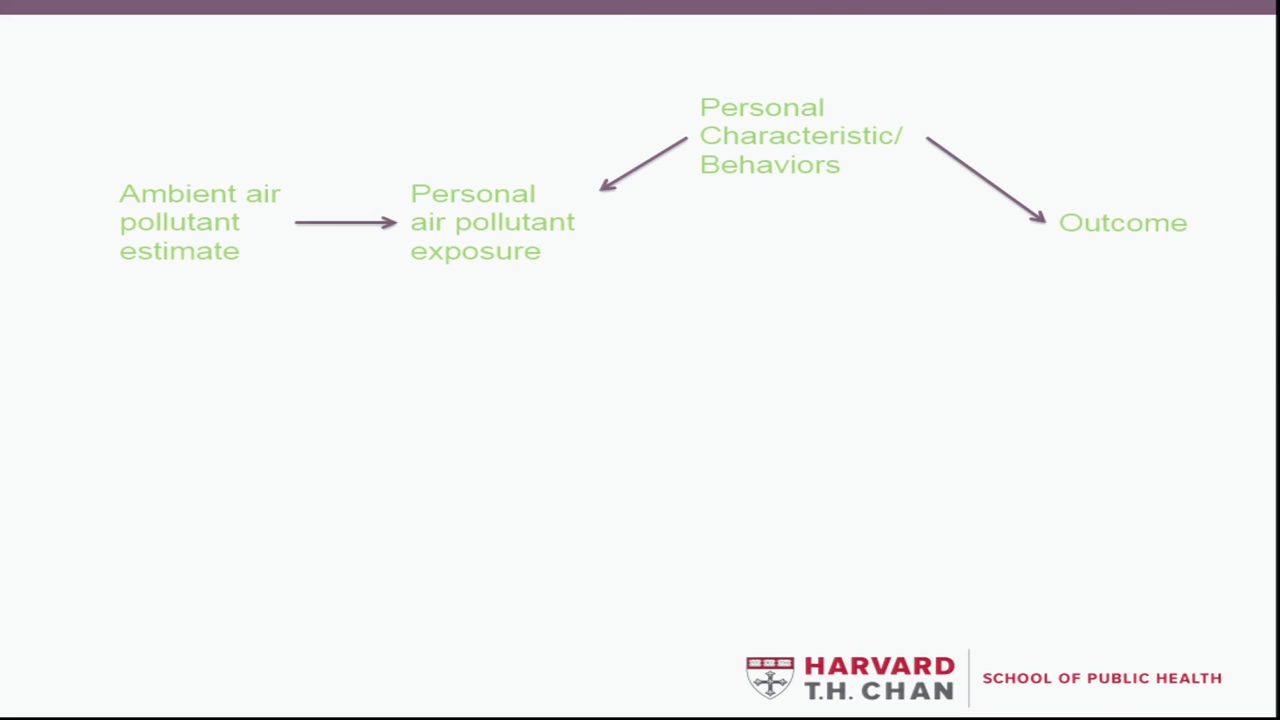 Personal
Characteristic/
Behaviors
Ambient air
pollutant
estimate
Personal
air pollutant
exposure
Outcome
HARVARD
T.H. CHAN
SCHOOL OF PUBLIC HEALTH